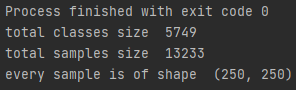 Process finished with exit code 0
total classes size  5749
total samples size  13233
every sample is of shape  (250, 250)